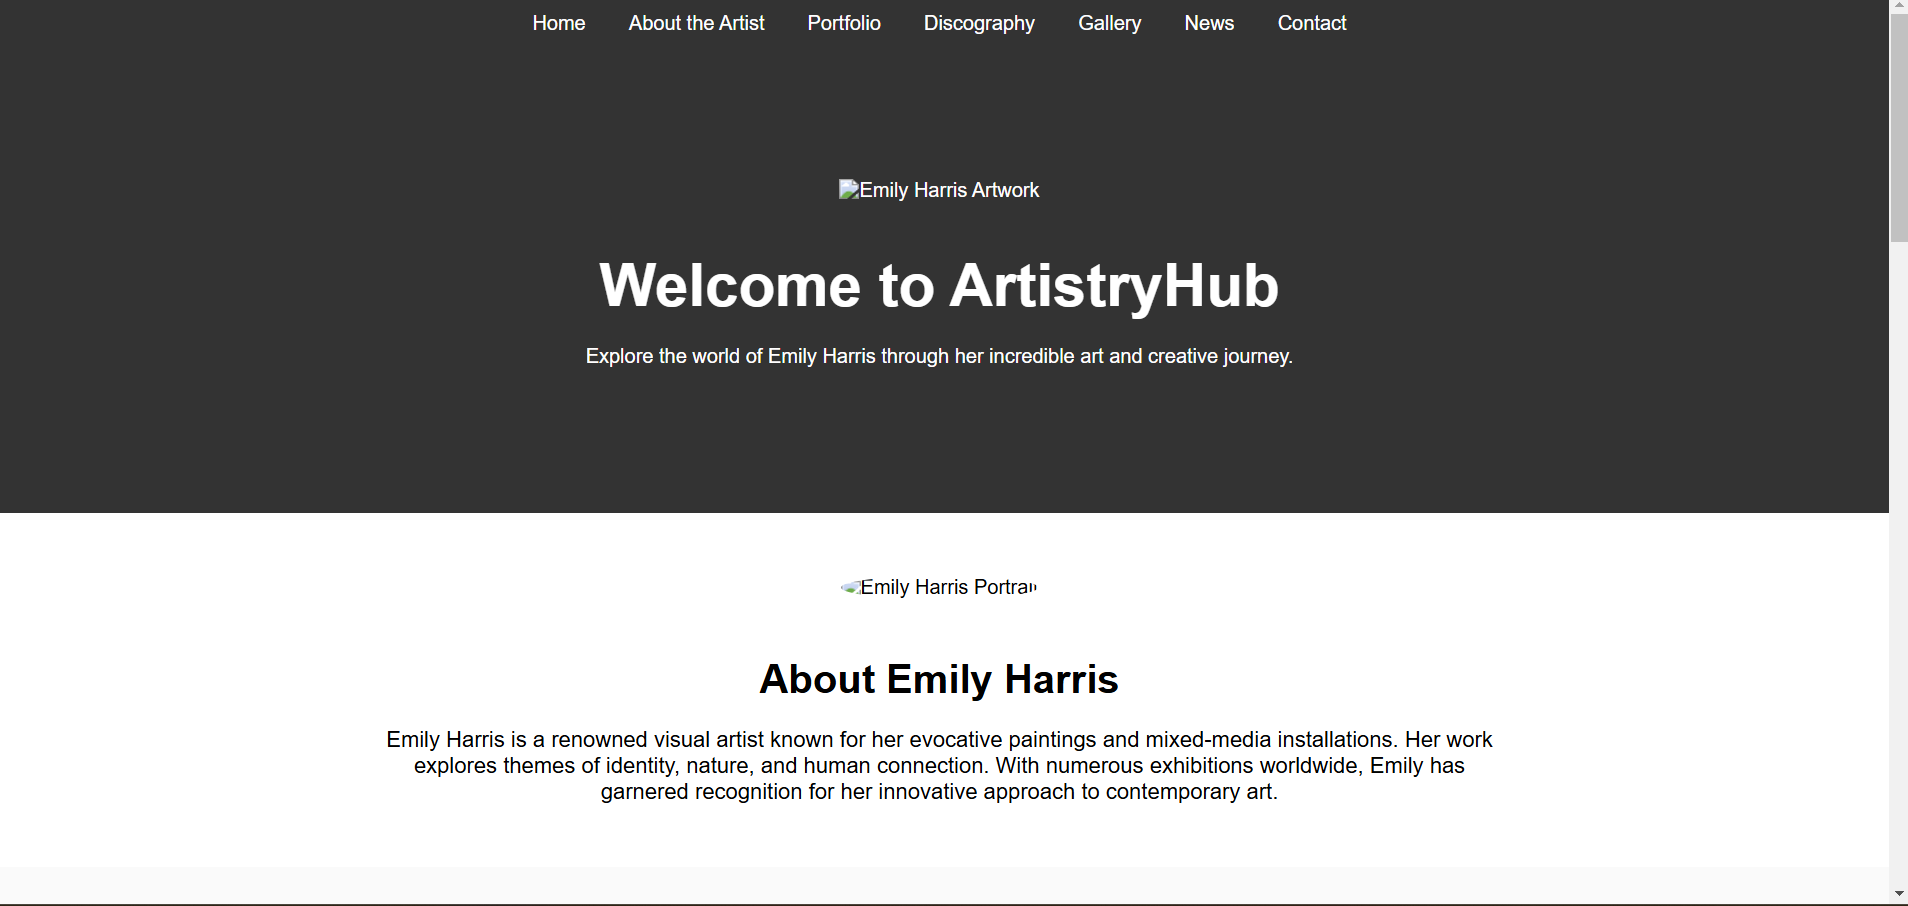 Home About the Artist Portfolio Discography Gallery News Contact
Emily Harris Artwork
Welcome to ArtistryHub
Explore the world of Emily Harris through her incredible art and creative journey.
Emily Harris Portrai
About Emily Harris
Emily Harris is a renowned visual artist known for her evocative paintings and mixed-media installations. Her work
explores themes of identity, nature, and human connection. With numerous exhibitions worldwide, Emily has
garnered recognition for her innovative approach to contemporary art.